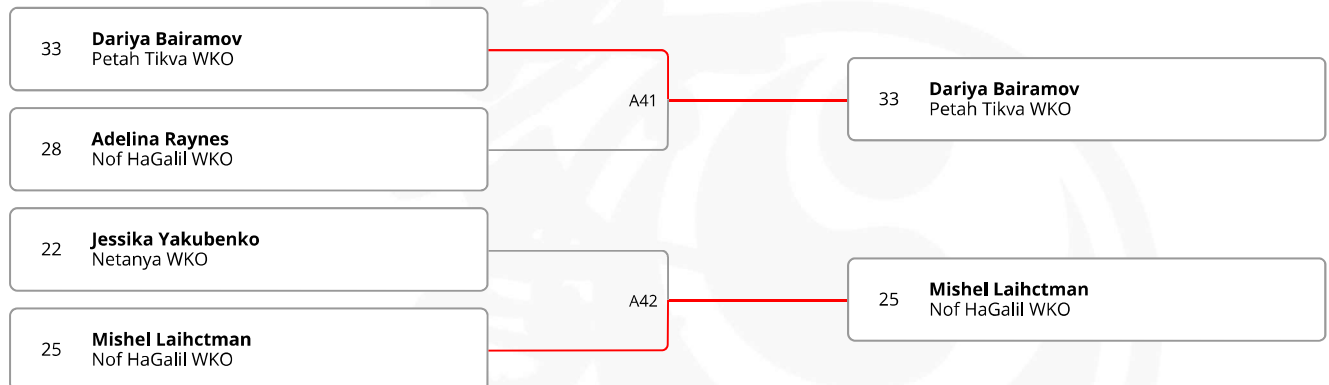 33
Dariya Bairamov
Petah Tikva WKO
28
Adelina Raynes
Nof HaGalil WKO
A41
33
Dariya Bairamov
Petah Tikva WKO
22
Jessika Yakubenko
Netanya WKO
25
Mishel Laihctman
Nof HaGalil WKO
A42
25
Mishel Laihctman
Nof HaGalil WKO